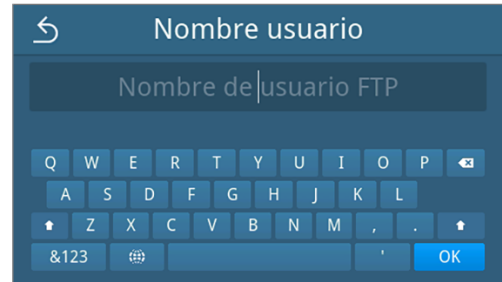 Nombre usuario
Nombre de usuario FTP
Q W E R T Y U I O P
A S D F G H J K L
Z X C V B N M , .
&123 ' OK